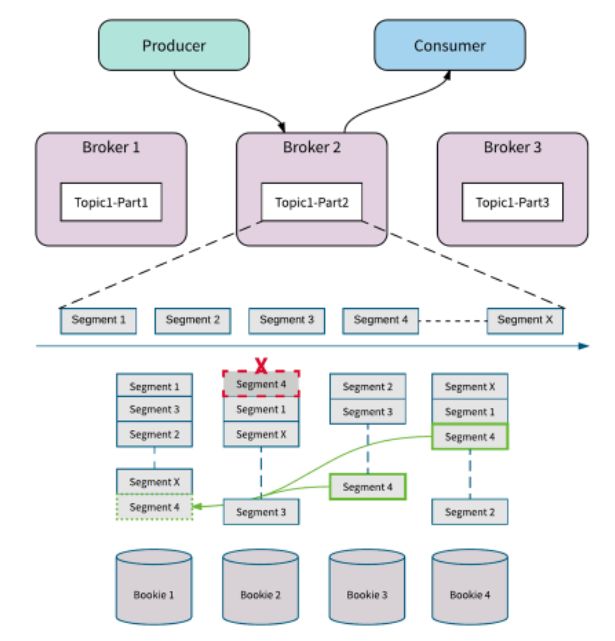 Producer
Consumer
Broker 1
Broker 2
Broker 3
Topic1-Part1
Topic1-Part2
Topic1-Part3
Segment 1
Segment 2
Segment 3
Segment 4
Segment X
X
Segment 1
Segment 3
Segment 2
Segment X
Segment 4
Segment 4
Segment 1
Segment X
Segment 3
Segment 2
Segment 3
Segment 4
Segment X
Segment 1
Segment 4
Segment 2
Bookie 1
Bookie 2
Bookie 3
Bookie 4